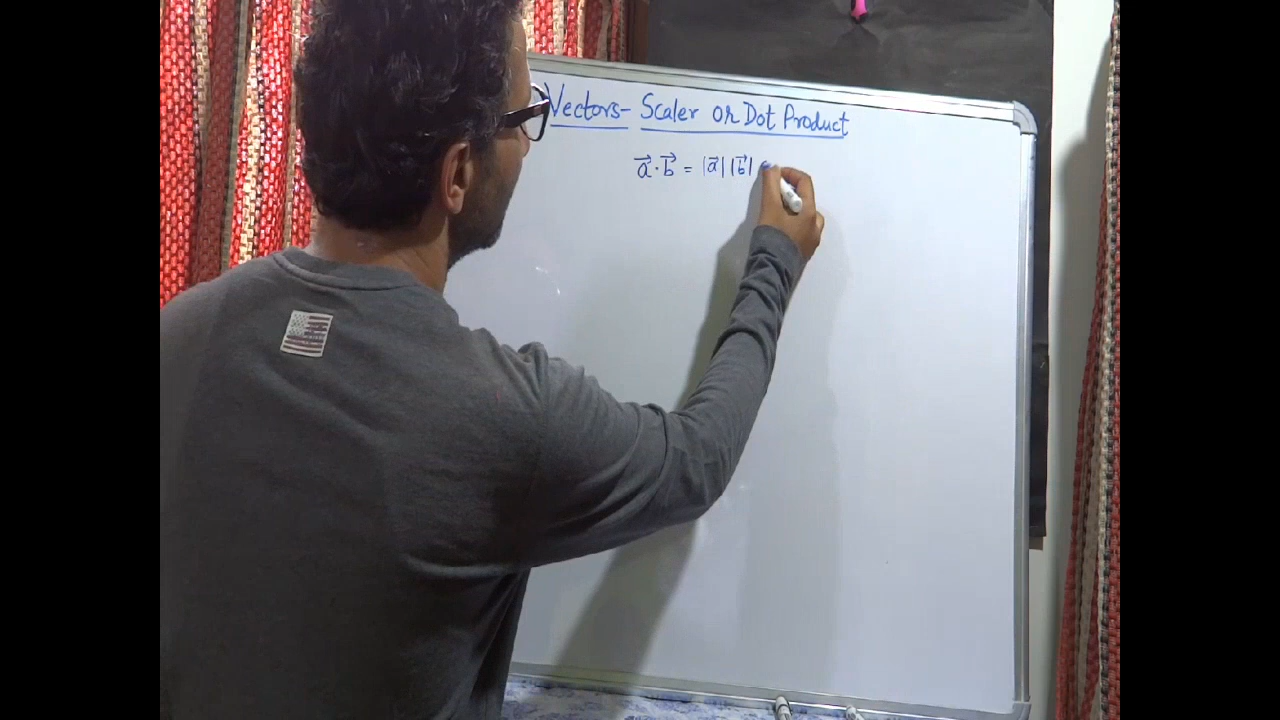 Vectors- Scaler or Dot Product
a⃗ · b⃗ = |a⃗| |b⃗|